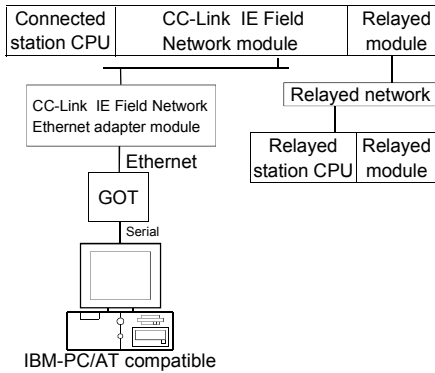 Connected
station CPU
CC-Link IE Field
Network module
Relayed
module
CC-Link IE Field Network
Ethernet adapter module
Relayed network
Relayed
station CPU
Relayed
module
Ethernet
GOT
Serial
IBM-PC/AT compatible